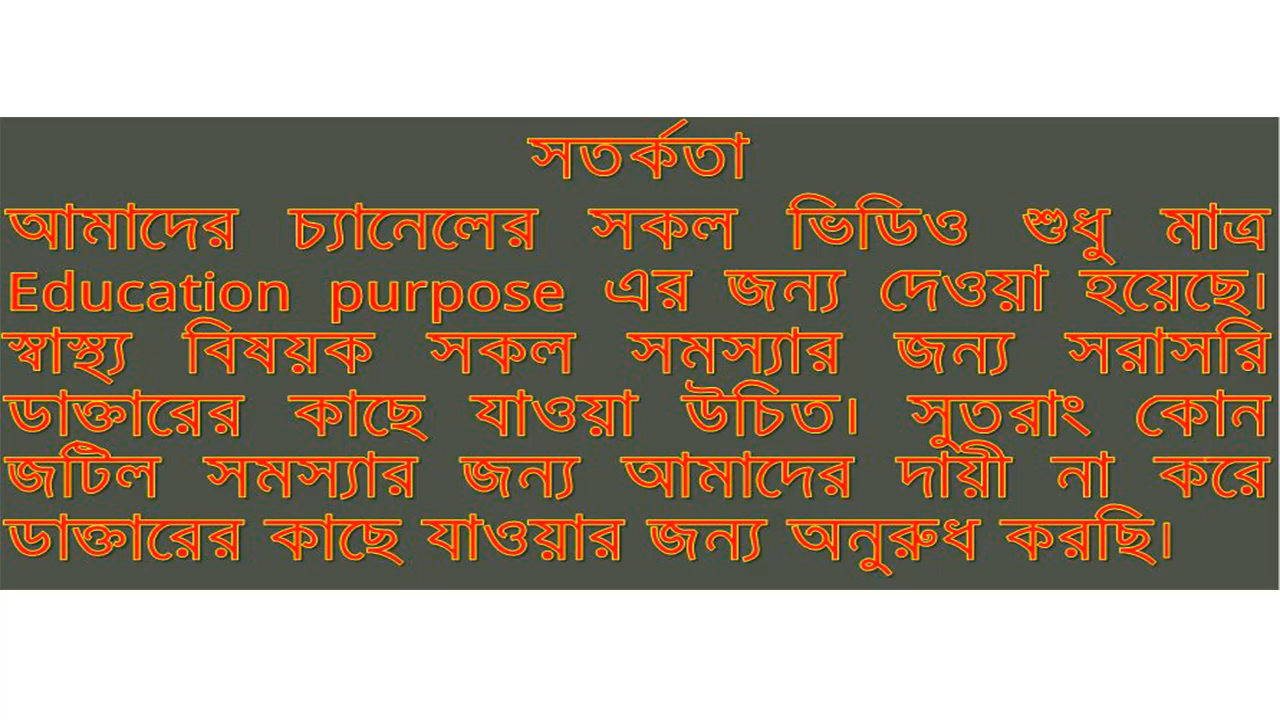 সতর্কতা
আমাদের চ্যানেলের সকল ভিডিও শুধু মাত্র
Education purpose এর জন্য দেওয়া হয়েছে।
স্বাস্থ্য বিষয়ক সকল সমস্যার জন্য সরাসরি
ডাক্তারের কাছে যাওয়া উচিত। সুতরাং কোন
জটিল সমস্যার জন্য আমাদের দায়ী না করে
ডাক্তারের কাছে যাওয়ার জন্য অনুরুধ করছি।